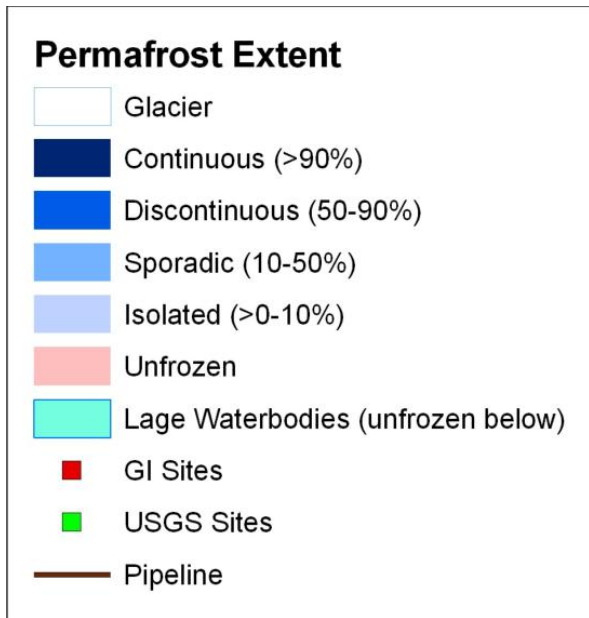 Permafrost Extent
Glacier
Continuous (>90%)
Discontinuous (50-90%)
Sporadic (10-50%)
Isolated (>0-10%)
Unfrozen
Lage Waterbodies (unfrozen below)
GI Sites
USGS Sites
Pipeline